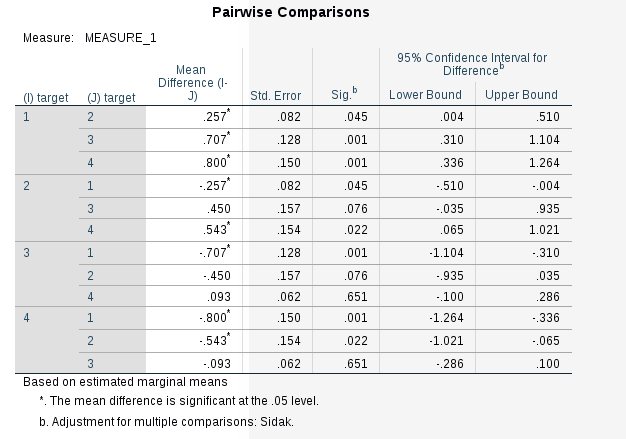 Pairwise Comparisons
Measure: MEASURE_1
(I) target (J) target Mean Difference (I-J) Std. Error Sig.b 95% Confidence Interval for Differenceb
Lower Bound Upper Bound
1 2 .257* .082 .045 .004 .510
3 .707* .128 .001 .310 1.104
4 .800* .150 .001 .336 1.264
2 1 -.257* .082 .045 -.510 -.004
3 .450 .157 .076 -.035 .935
4 .543* .154 .022 .065 1.021
3 1 -.707* .128 .001 -1.104 -.310
2 -.450 .157 .076 -.935 .035
4 .093 .062 .651 -.100 .286
4 1 -.800* .150 .001 -1.264 -.336
2 -.543* .154 .022 -1.021 -.065
3 -.093 .062 .651 -.286 .100
Based on estimated marginal means
*. The mean difference is significant at the .05 level.
b. Adjustment for multiple comparisons: Sidak.